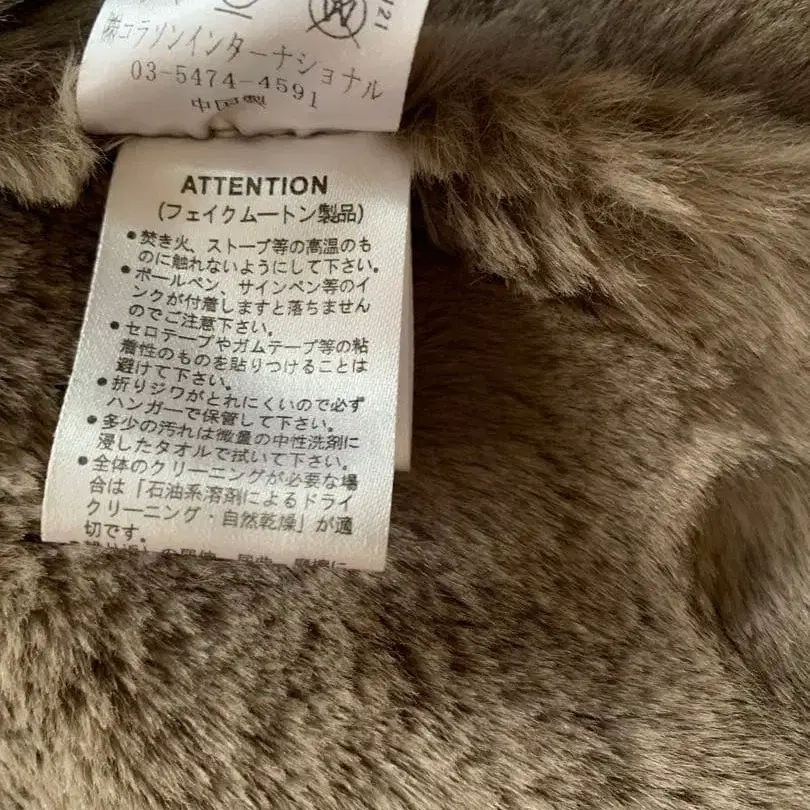 W
/21
㈱コラソンインターナショナル
03-5474-4591
中国製
ATTENTION
(フェイクムートン製品)
●焚き火、ストーブ等の高温のも
のに触れないようにして下さい。
●ボールペン、サインペン等のイ
ンクが付着しますと落ちません
のでご注意下さい。
●セロテープやガムテープ等の粘
着性のものを貼りつけることは
避けて下さい。
●折りジワがとれにくいので必ず
ハンガーで保管して下さい。
●多少の汚れは微量の中性洗剤に
浸したタオルで拭いて下さい。
●全体のクリーニングが必要な場
合は「石油系溶剤によるドライ
クリーニング・自然乾燥」が適
切です。